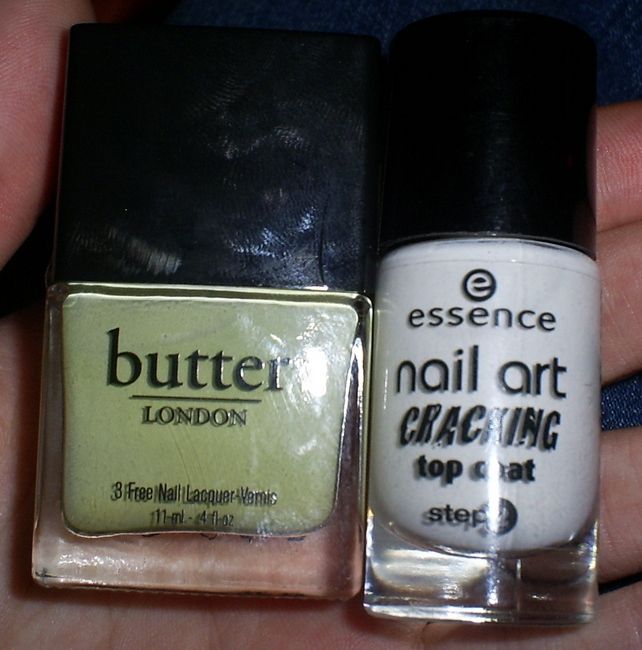 butter
LONDON
3 Free Nail Lacquer-Vernis
11 ml - .4 fl oz
e
essence
nail art
CRACKING
top coat
step